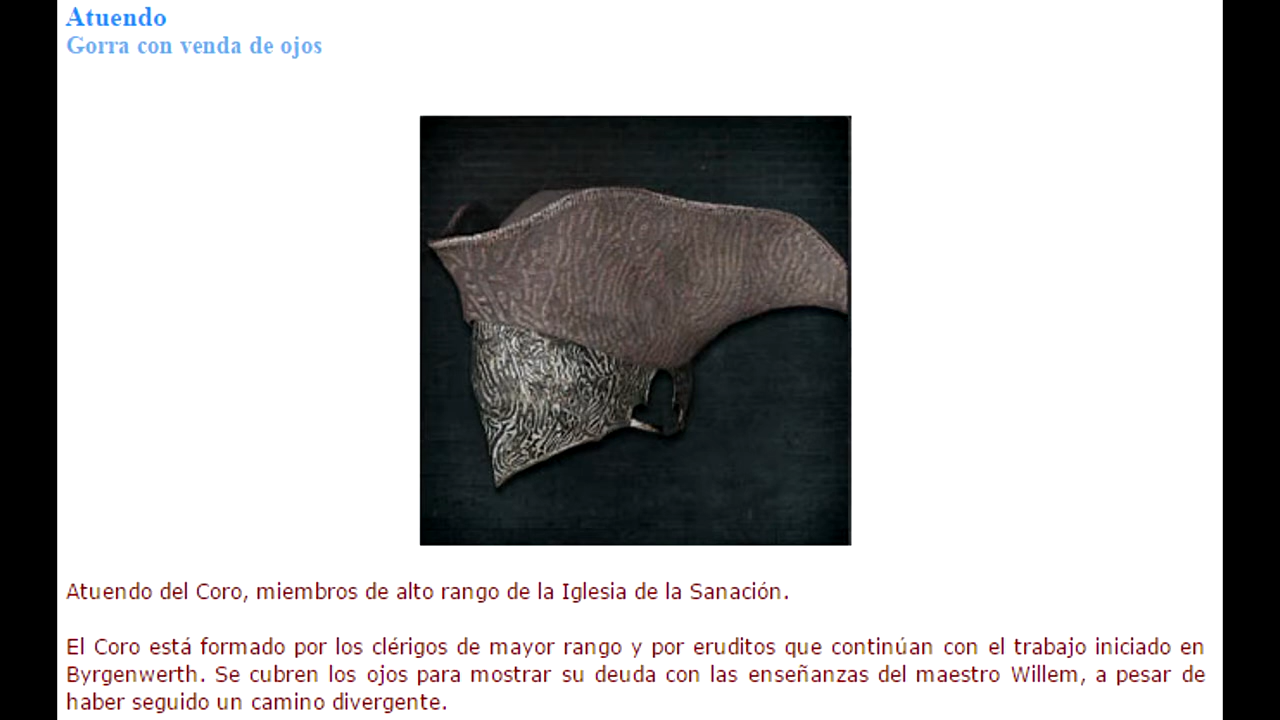 Atuendo
Gorra con venda de ojos
Atuendo del Coro, miembros de alto rango de la Iglesia de la Sanación.
El Coro está formado por los clérigos de mayor rango y por eruditos que continúan con el trabajo iniciado en
Byrgenwerth. Se cubren los ojos para mostrar su deuda con las enseñanzas del maestro Willem, a pesar de
haber seguido un camino divergente.